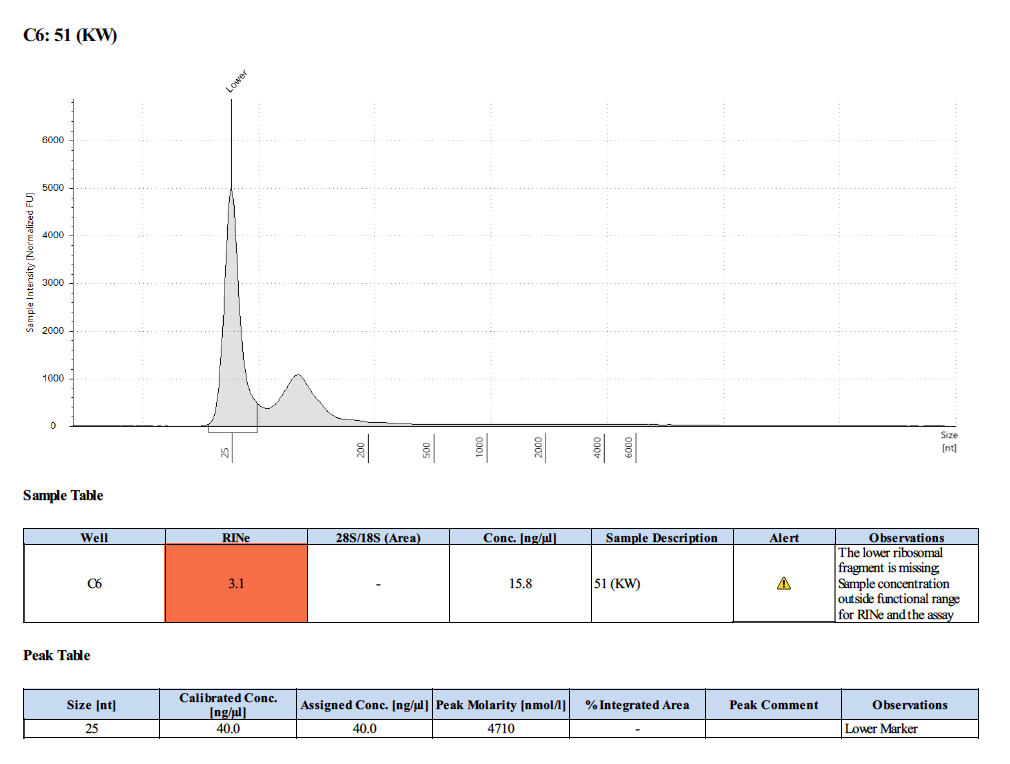 C6: 51 (KW)
Lower
Sample Intensity [Normalized FU]
6000
5000
4000
3000
2000
1000
0
25
200
500
1000
2000
4000
6000
Size
[nt]
Sample Table
Well RINe 28S/18S (Area) Conc. [ng/µl] Sample Description Alert Observations
C6 3.1 - 15.8 51 (KW)
The lower ribosomal
fragment is missing;
Sample concentration
outside functional range
for RINe and the assay
Peak Table
Size [nt] Calibrated Conc. [ng/µl] Assigned Conc. [ng/µl] Peak Molarity [nmol/l] % Integrated Area Peak Comment Observations
25 40.0 40.0 4710 - Lower Marker